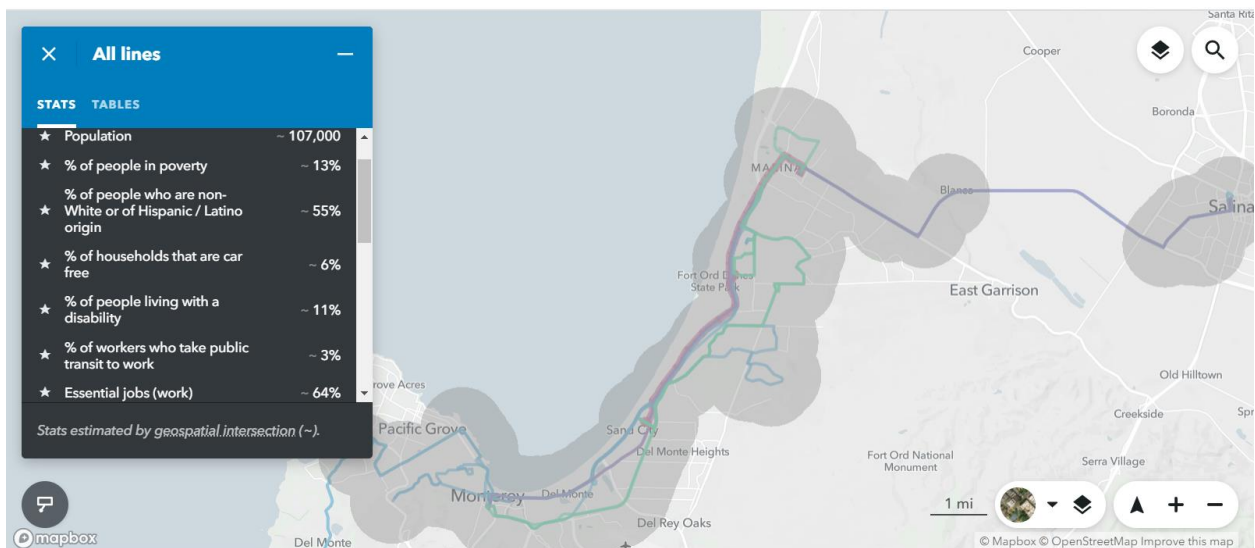 All lines
STATS TABLES
Population ~ 107,000
% of people in poverty ~ 13%
% of people who are non-
White or of Hispanic / Latino ~ 55%
origin
% of households that are car ~ 6%
free
% of people living with a ~ 11%
disability
% of workers who take public ~ 3%
transit to work
Essential jobs (work) ~ 64%
Stats estimated by geospatial intersection (~).
Santa Rita
Cooper
Boronda
MARINA
Blanco
Salina
Fort Ord Dunes
State Park
East Garrison
Old Hilltown
rove Acres
Creekside
Spr
Pacific Grove
Sand City
Del Monte Heights
Fort Ord National
Monument
Serra Village
Monterey
Del Monte
1 mi
Del Rey Oaks
Del Monte
mapbox
© Mapbox © OpenStreetMap Improve this map